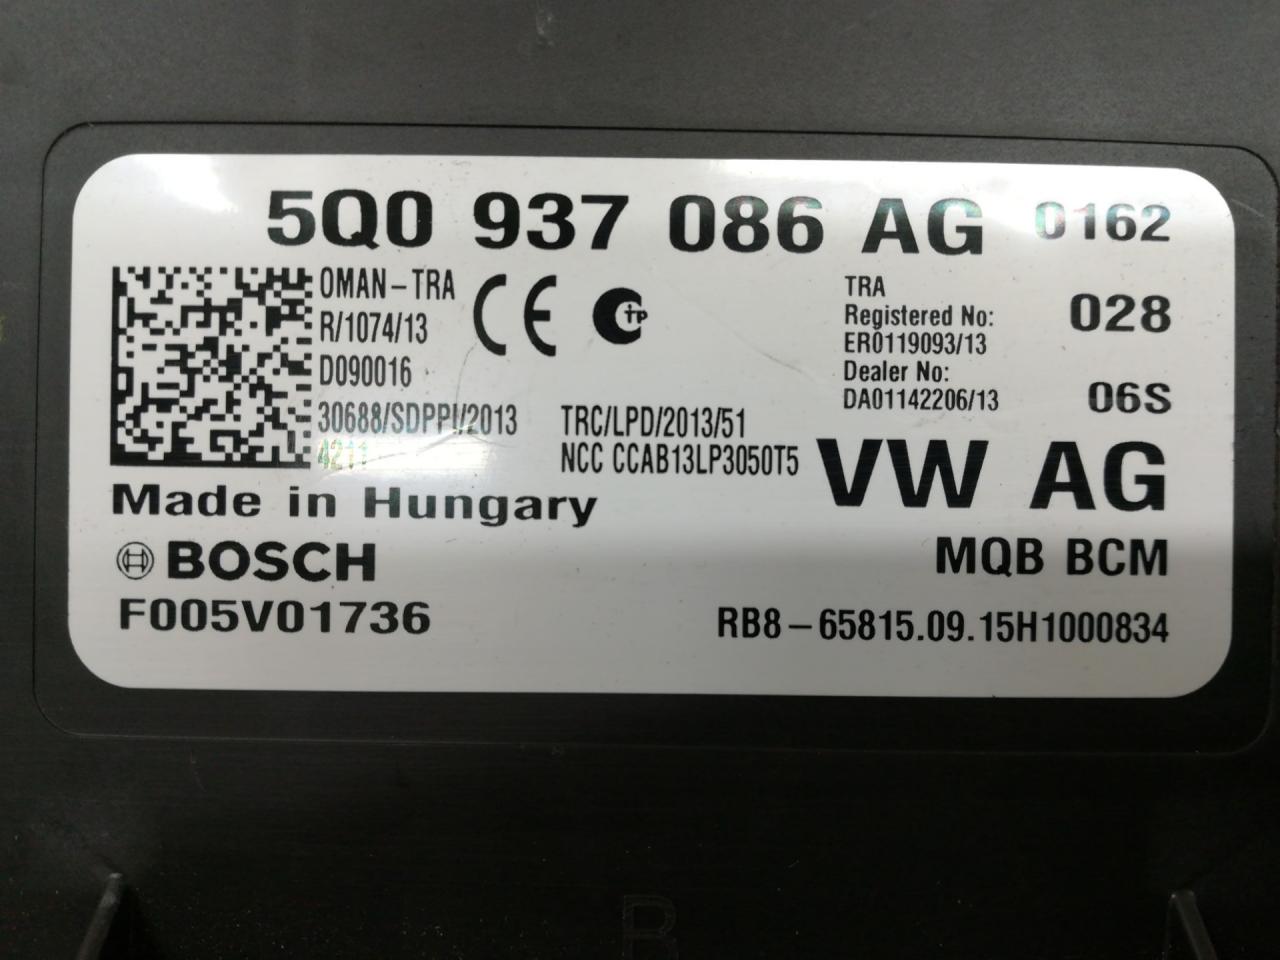 5Q0 937 086 AG 0162
OMAN-TRA
R/1074/13
D090016
30688/SDPPI/2013
4211
CE
TP
TRC/LPD/2013/51
NCC CCAB13LP3050T5
TRA
Registered No:
ER0119093/13
Dealer No:
DA01142206/13
028
06S
VW AG
Made in Hungary
BOSCH
F005V01736
MQB BCM
RB8-65815.09.15H1000834
R